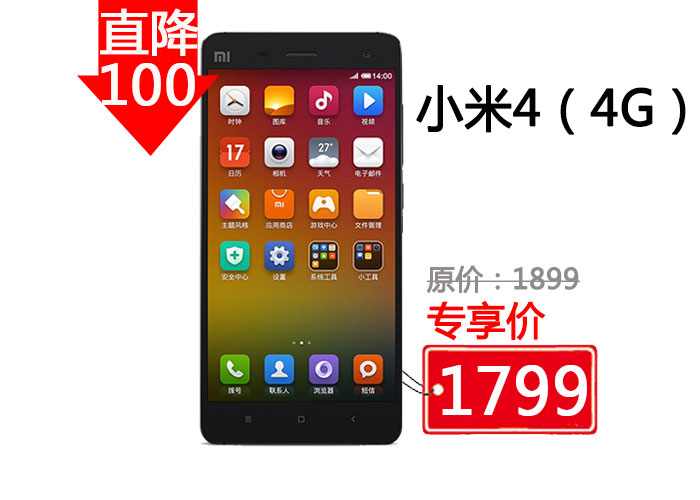 直降
100
小米4（4G）
mi
14:00
时钟 图库 音乐 视频
17 27°
日历 相机 天气 电子邮件
mi
主题风格 应用商店 游戏中心 文件管理
安全中心 设置 系统工具 小工具
拨号 联系人 浏览器 短信
原价：1899
专享价
1799